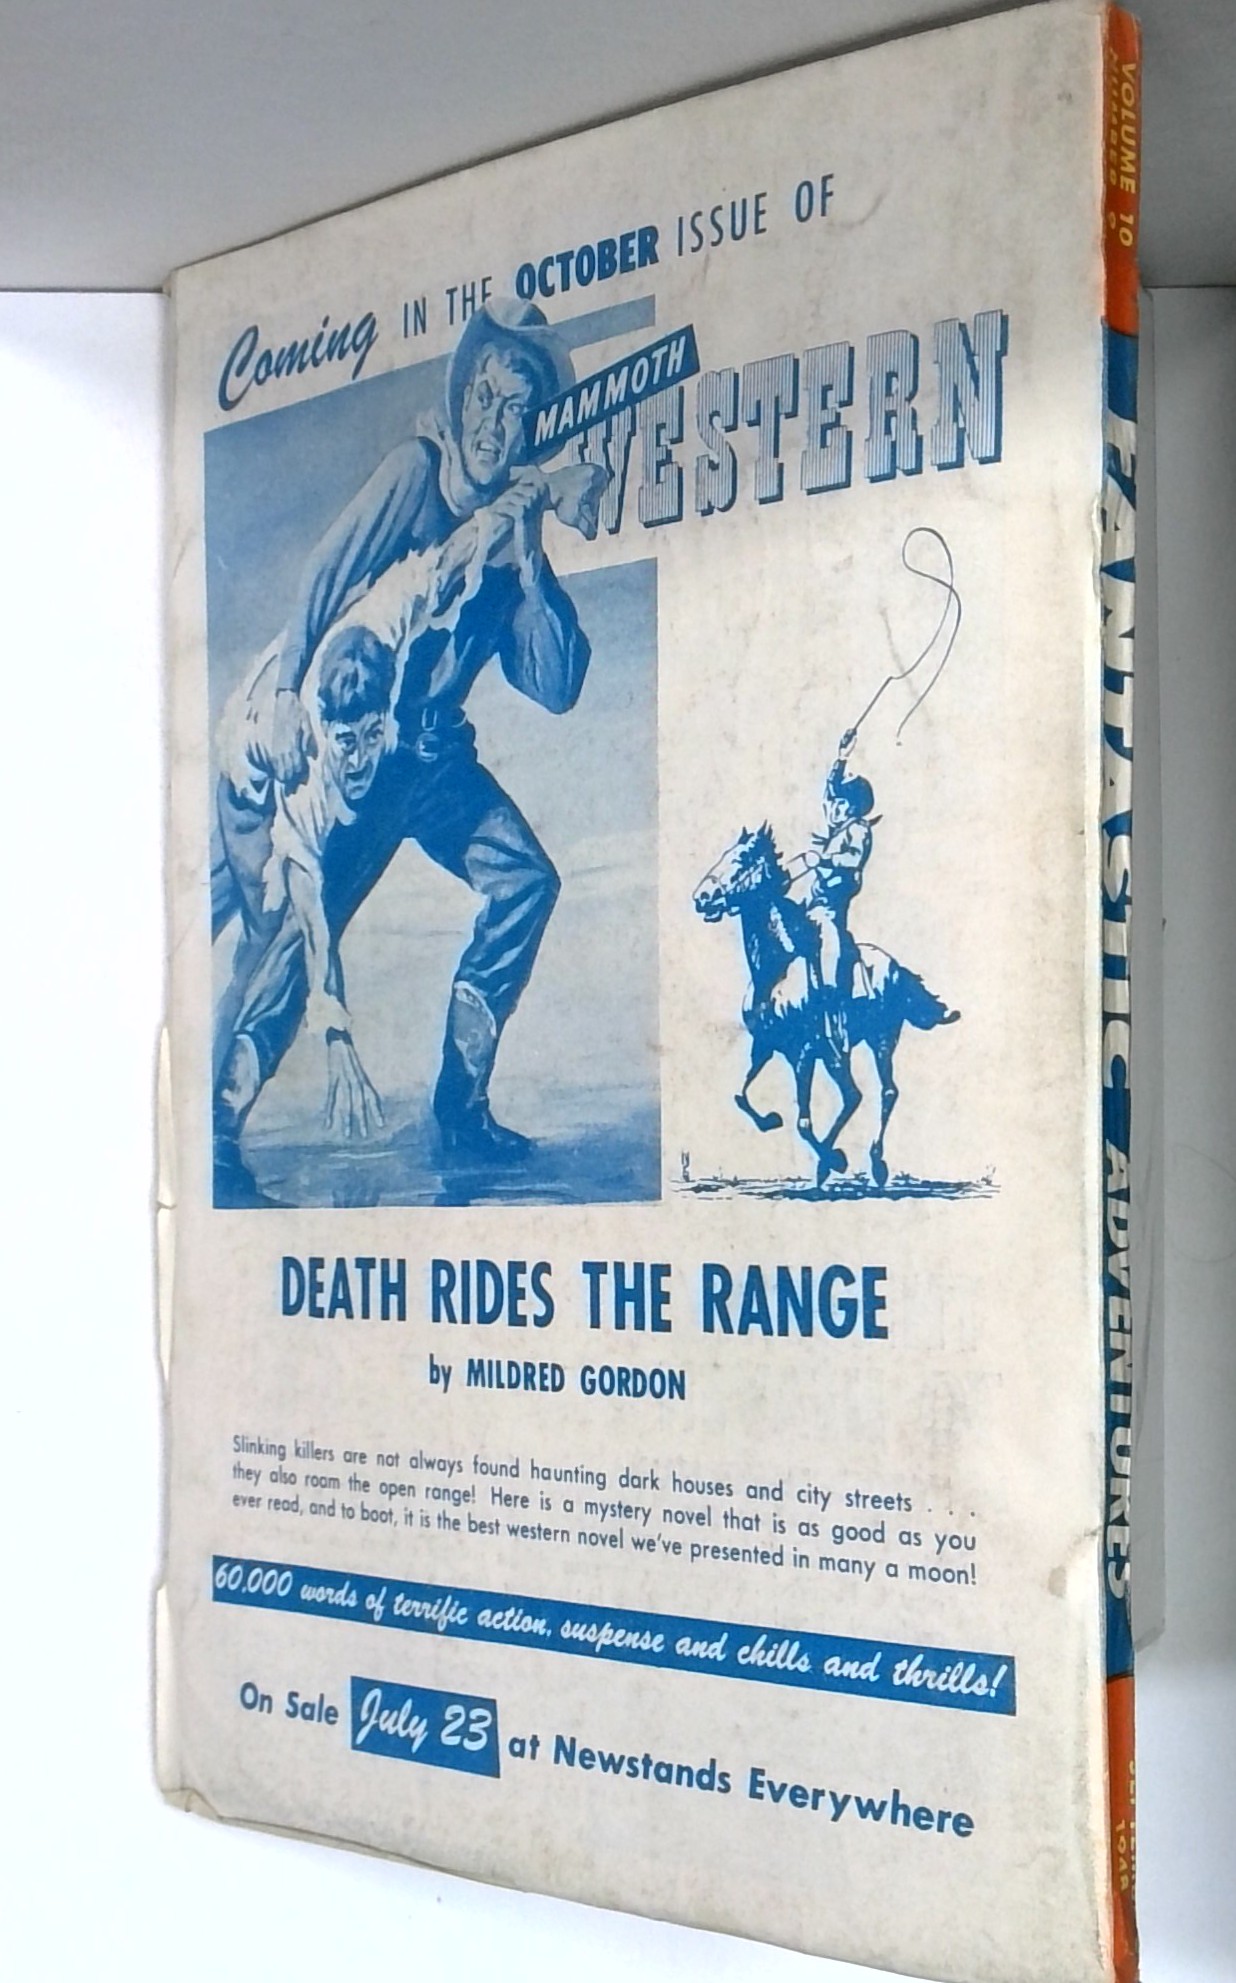 Coming IN THE OCTOBER ISSUE OF
MAMMOTH
WESTERN
DEATH RIDES THE RANGE
by MILDRED GORDON
Slinking killers are not always found haunting dark houses and city streets . . .
they also roam the open range! Here is a mystery novel that is as good as you
ever read, and to boot, it is the best western novel we've presented in many a moon!
60,000 words of terrific action, suspense and chills and thrills!
On Sale July 23 at Newstands Everywhere
VOLUME 10
NUMBER
FANTASTIC ADVENTURES